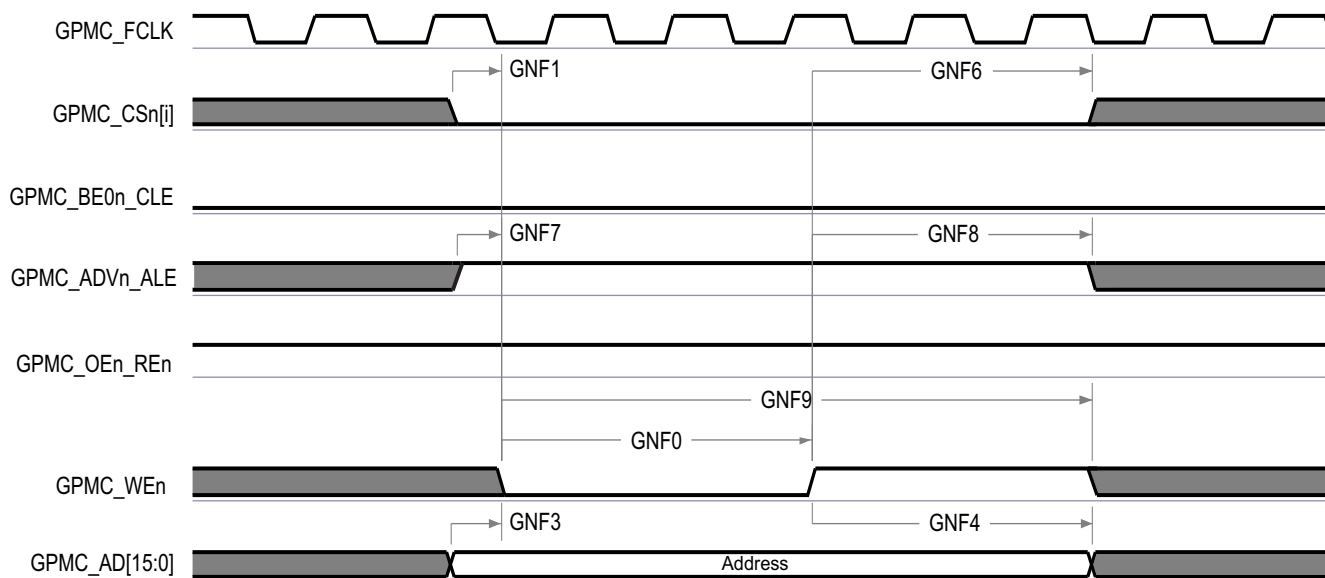 GPMC_FCLK
GNF1
GNF6
GPMC_CSn[i]
GPMC_BE0n_CLE
GNF7
GNF8
GPMC_ADVn_ALE
GPMC_OEn_REn
GNF9
GNF0
GPMC_WEn
GNF3
GNF4
GPMC_AD[15:0]
Address